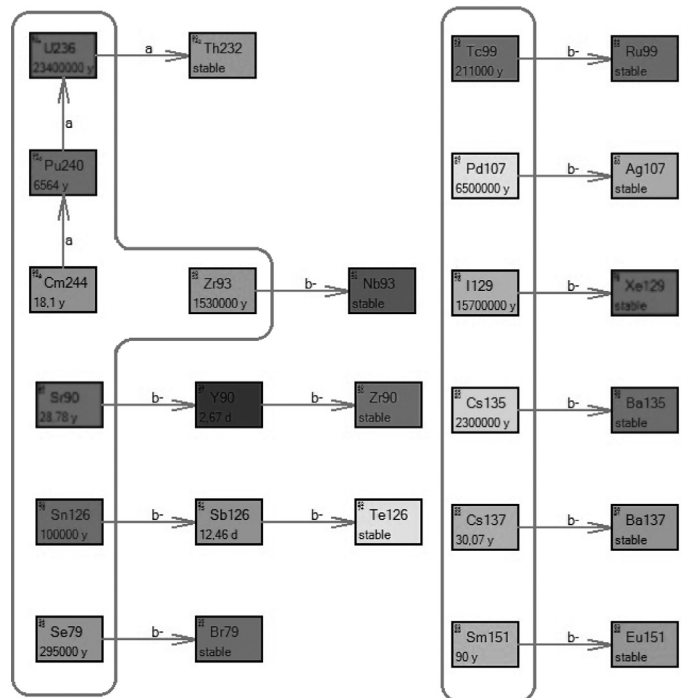 U236
23400000 y
a
Th232
stable
a
Pu240
6564 y
a
Cm244
18,1 y
Zr93
1530000 y
b-
Nb93
stable
Sr90
28.78 y
b-
Y90
2,67 d
b-
Zr90
stable
Sn126
100000 y
b-
Sb126
12,46 d
b-
Te126
stable
Se79
295000 y
b-
Br79
stable
Tc99
211000 y
b-
Ru99
stable
Pd107
6500000 y
b-
Ag107
stable
I129
15700000 y
b-
Xe129
stable
Cs135
2300000 y
b-
Ba135
stable
Cs137
30,07 y
b-
Ba137
stable
Sm151
90 y
b-
Eu151
stable